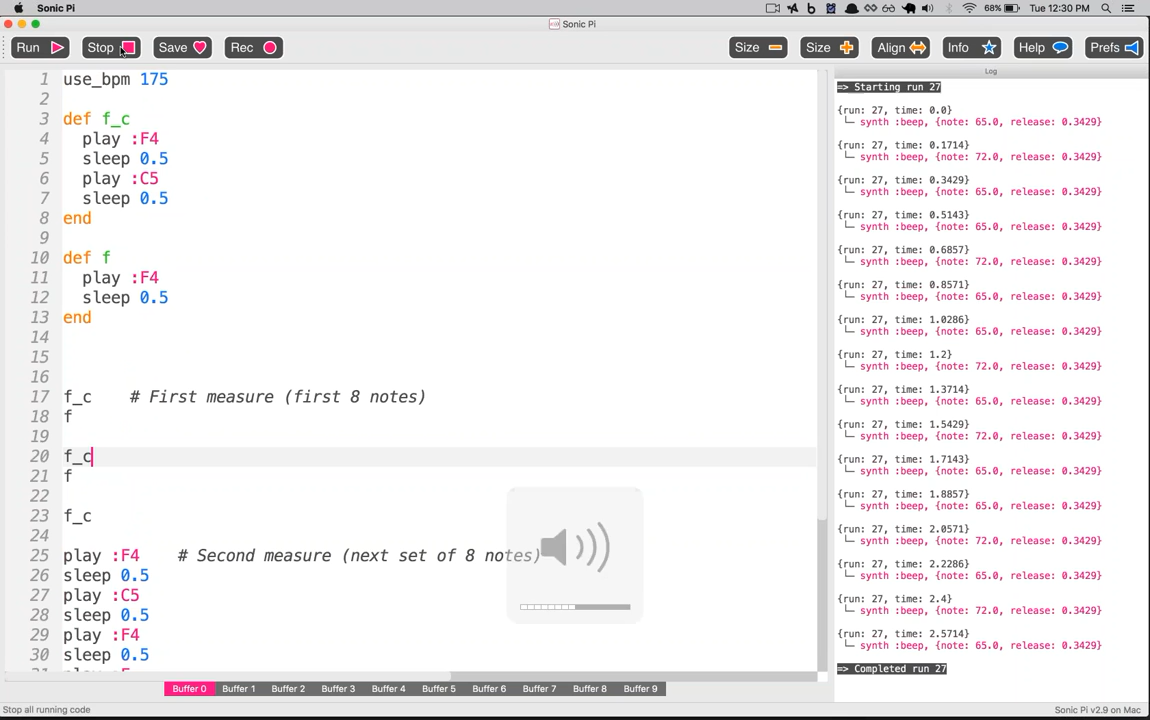 Sonic Pi
68%
Tue 12:30 PM
Sonic Pi
Run
Stop
Save
Rec
Size
Size
Align
Info
Help
Prefs
1 use_bpm 175
2
3 def f_c
4 play :F4
5 sleep 0.5
6 play :C5
7 sleep 0.5
8 end
9
10 def f
11 play :F4
12 sleep 0.5
13 end
14
15
16
17 f_c # First measure (first 8 notes)
18 f
19
20 f_c
21 f
22
23 f_c
24
25 play :F4 # Second measure (next set of 8 notes)
26 sleep 0.5
27 play :C5
28 sleep 0.5
29 play :F4
30 sleep 0.5
Log
=> Starting run 27
{run: 27, time: 0.0}
└─ synth :beep, {note: 65.0, release: 0.3429}
{run: 27, time: 0.1714}
└─ synth :beep, {note: 72.0, release: 0.3429}
{run: 27, time: 0.3429}
└─ synth :beep, {note: 65.0, release: 0.3429}
{run: 27, time: 0.5143}
└─ synth :beep, {note: 65.0, release: 0.3429}
{run: 27, time: 0.6857}
└─ synth :beep, {note: 72.0, release: 0.3429}
{run: 27, time: 0.8571}
└─ synth :beep, {note: 65.0, release: 0.3429}
{run: 27, time: 1.0286}
└─ synth :beep, {note: 65.0, release: 0.3429}
{run: 27, time: 1.2}
└─ synth :beep, {note: 72.0, release: 0.3429}
{run: 27, time: 1.3714}
└─ synth :beep, {note: 65.0, release: 0.3429}
{run: 27, time: 1.5429}
└─ synth :beep, {note: 72.0, release: 0.3429}
{run: 27, time: 1.7143}
└─ synth :beep, {note: 65.0, release: 0.3429}
{run: 27, time: 1.8857}
└─ synth :beep, {note: 65.0, release: 0.3429}
{run: 27, time: 2.0571}
└─ synth :beep, {note: 72.0, release: 0.3429}
{run: 27, time: 2.2286}
└─ synth :beep, {note: 65.0, release: 0.3429}
{run: 27, time: 2.4}
└─ synth :beep, {note: 72.0, release: 0.3429}
{run: 27, time: 2.5714}
└─ synth :beep, {note: 65.0, release: 0.3429}
=> Completed run 27
Buffer 0 Buffer 1 Buffer 2 Buffer 3 Buffer 4 Buffer 5 Buffer 6 Buffer 7 Buffer 8 Buffer 9
Stop all running code
Sonic Pi v2.9 on Mac